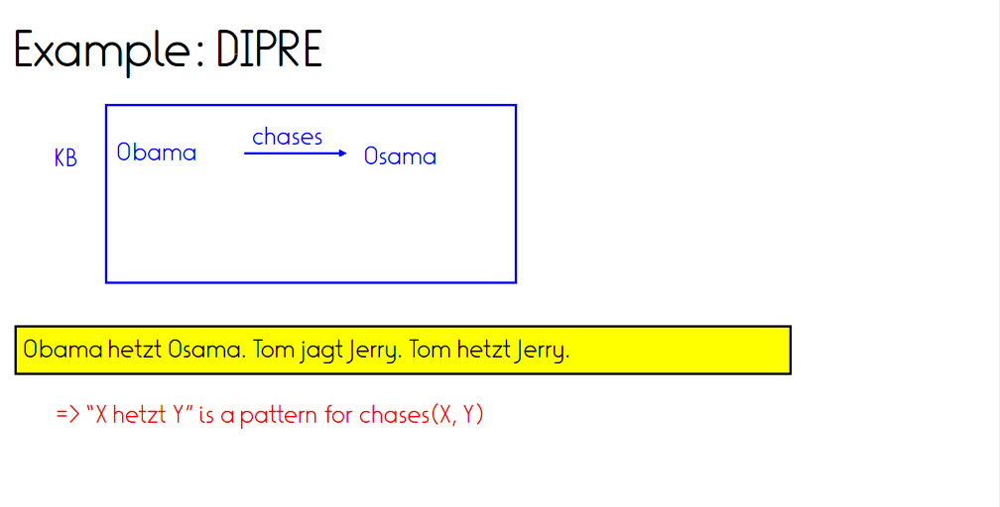 Example: DIPRE
chases
KB Obama Osama
Obama hetzt Osama. Tom jagt Jerry. Tom hetzt Jerry.
=> “X hetzt Y” is a pattern for chases(X, Y)